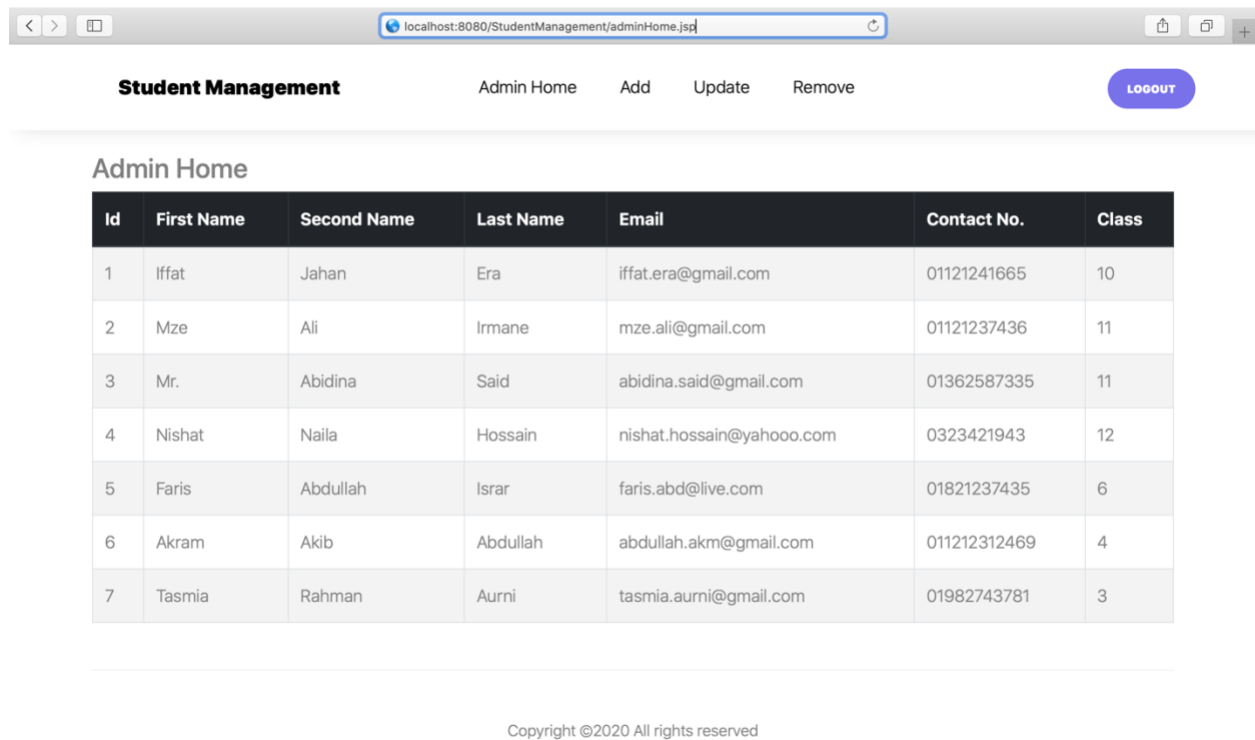 localhost:8080/StudentManagement/adminHome.jsp
Student Management Admin Home Add Update Remove LOGOUT
Admin Home
Id First Name Second Name Last Name Email Contact No. Class
1 Iffat Jahan Era iffat.era@gmail.com 01121241665 10
2 Mze Ali Irmane mze.ali@gmail.com 01121237436 11
3 Mr. Abidina Said abidina.said@gmail.com 01362587335 11
4 Nishat Naila Hossain nishat.hossain@yahooo.com 0323421943 12
5 Faris Abdullah Israr faris.abd@live.com 01821237435 6
6 Akram Akib Abdullah abdullah.akm@gmail.com 011212312469 4
7 Tasmia Rahman Aurni tasmia.aurni@gmail.com 01982743781 3
Copyright ©2020 All rights reserved